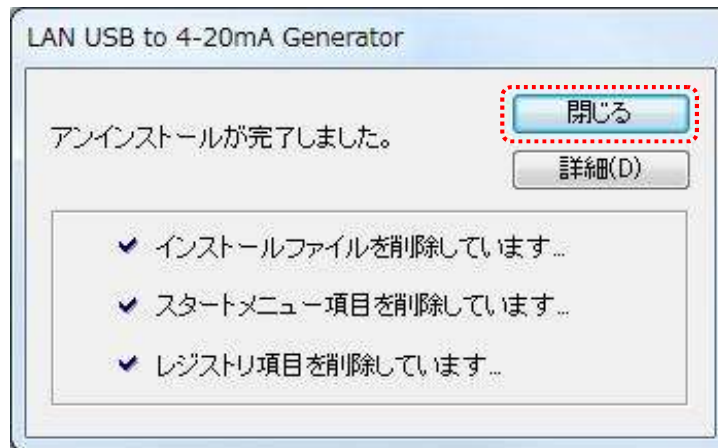 LAN USB to 4-20mA Generator
アンインストールが完了しました。
閉じる
詳細(D)
インストールファイルを削除しています...
スタートメニュー項目を削除しています...
レジストリ項目を削除しています...